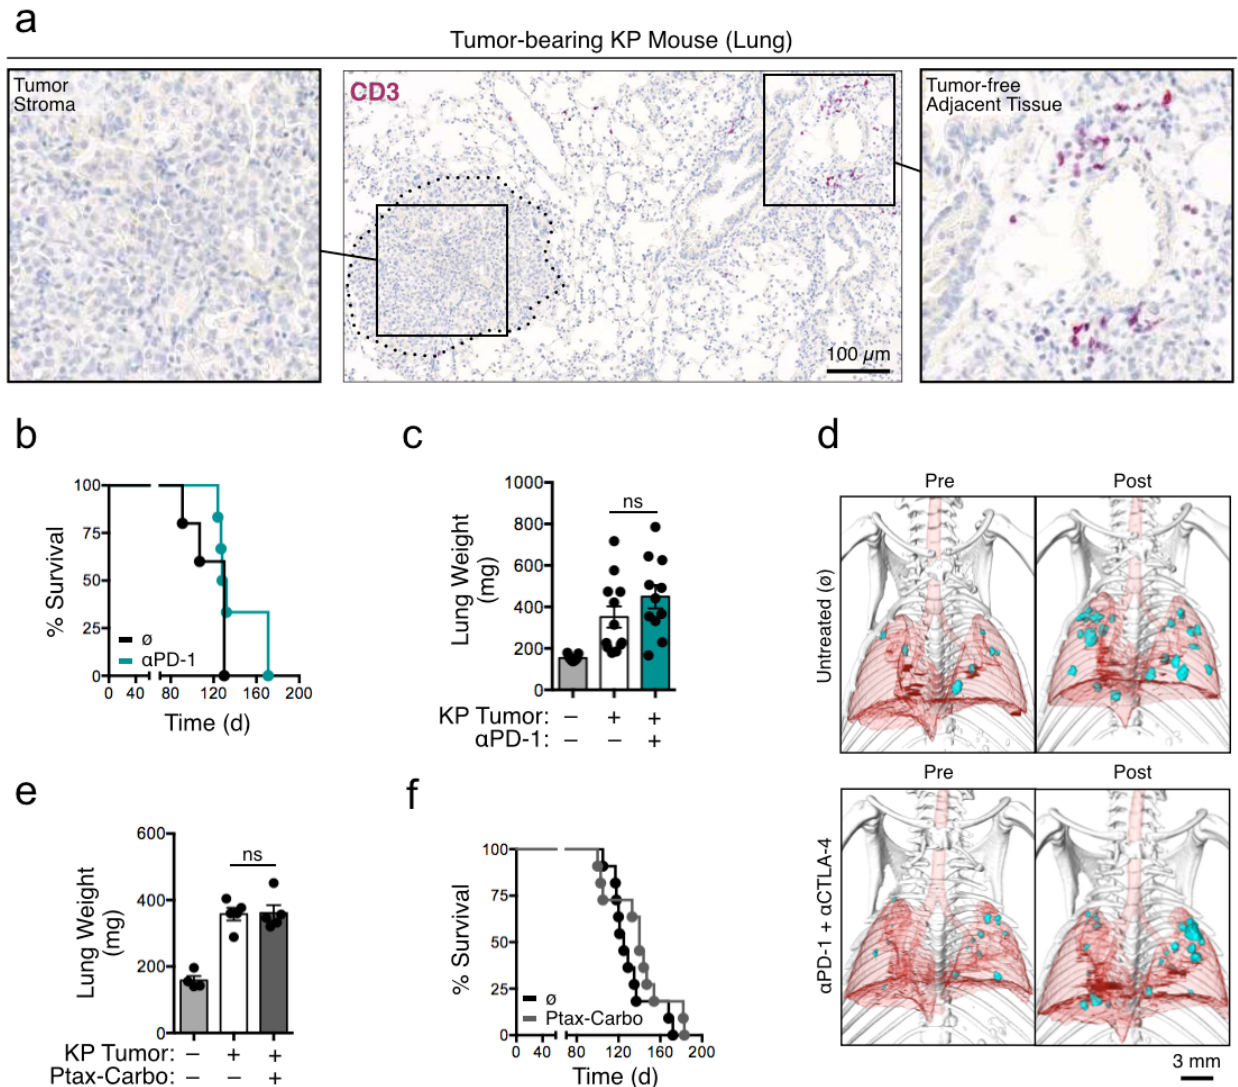 a
Tumor-bearing KP Mouse (Lung)
Tumor
Stroma
CD3
100 µm
Tumor-free
Adjacent Tissue
b
% Survival
100
75
50
25
0
ø
αPD-1
0 40 80 120 160 200
Time (d)
c
Lung Weight
(mg)
1000
800
600
400
200
0
ns
KP Tumor: – + +
αPD-1: – – +
d
Pre Post
Untreated (ø)
Pre Post
αPD-1 + αCTLA-4
3 mm
e
Lung Weight
(mg)
600
400
200
0
ns
KP Tumor: – + +
Ptax-Carbo: – – +
f
% Survival
100
75
50
25
0
ø
Ptax-Carbo
0 40 80 120 160 200
Time (d)